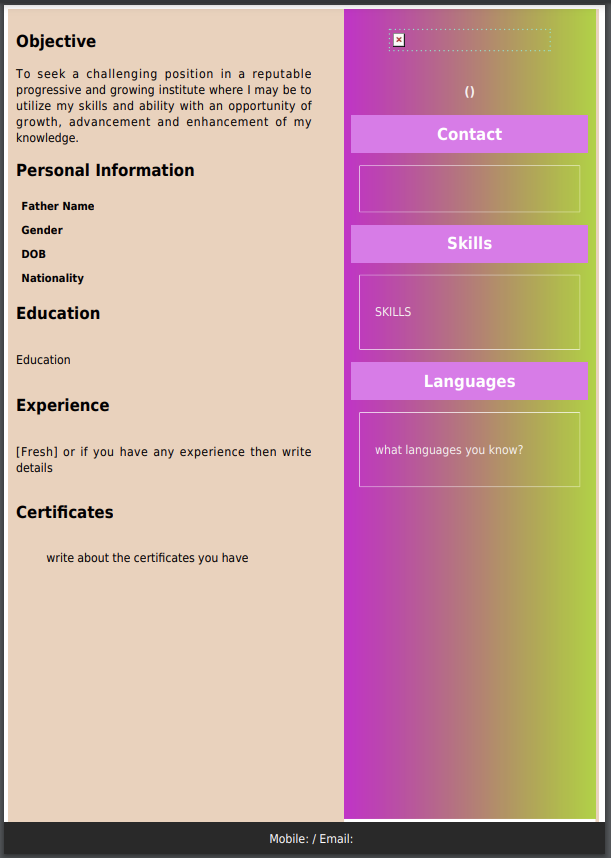 Objective
To seek a challenging position in a reputable
progressive and growing institute where I may be to
utilize my skills and ability with an opportunity of
growth, advancement and enhancement of my
knowledge.
Personal Information
Father Name
Gender
DOB
Nationality
Education
Education
Experience
[Fresh] or if you have any experience then write
details
Certificates
write about the certificates you have
()
Contact
Skills
SKILLS
Languages
what languages you know?
Mobile: / Email: